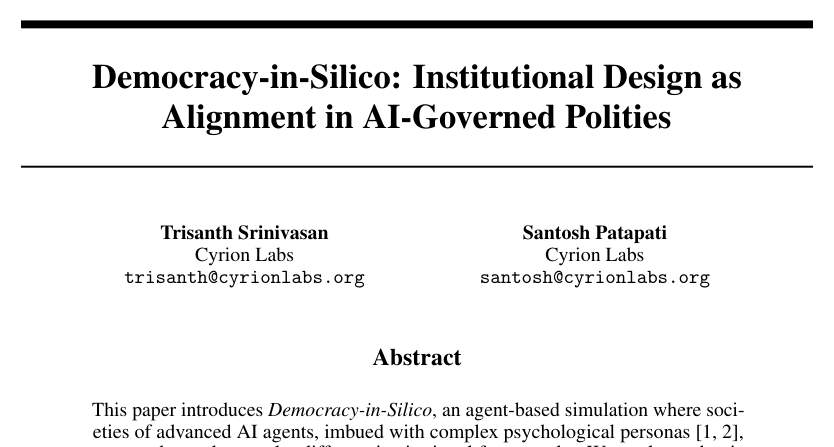 Democracy-in-Silico: Institutional Design as
Alignment in AI-Governed Polities
Trisanth Srinivasan
Cyrion Labs
trisanth@cyrionlabs.org
Santosh Patapati
Cyrion Labs
santosh@cyrionlabs.org
Abstract
This paper introduces Democracy-in-Silico, an agent-based simulation where soci-
eties of advanced AI agents, imbued with complex psychological personas [1, 2],